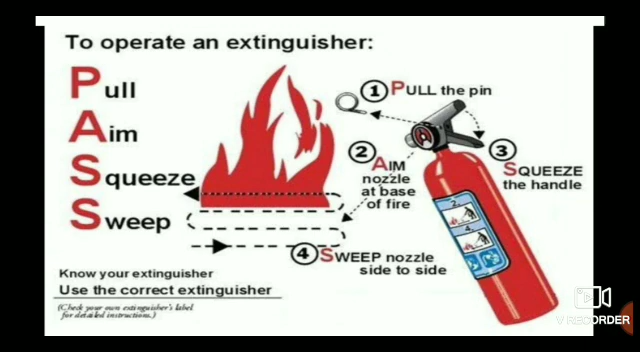 To operate an extinguisher:
Pull
Aim
Squeeze
Sweep
1 PULL the pin
2 AIM
nozzle
at base
of fire
3 SQUEEZE
the handle
4 SWEEP nozzle
side to side
2.
4.
Know your extinguisher
Use the correct extinguisher
(Check your own extinguisher's label
for detailed instructions.)
V RECORDER